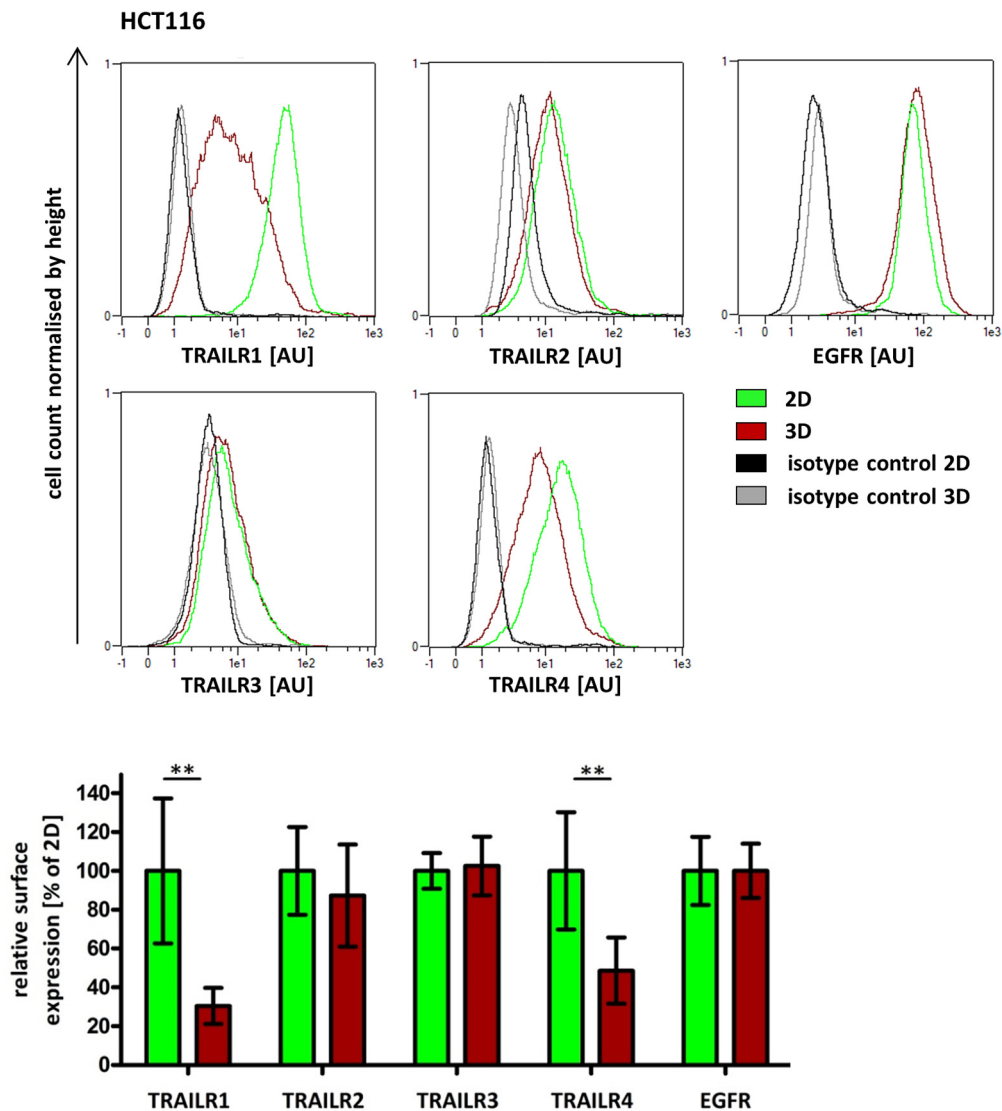 HCT116
cell count normalised by height
1
0
-1 0 1 1e1 1e2 1e3
TRAILR1 [AU]
1
0
-1 0 1 1e1 1e2 1e3
TRAILR2 [AU]
1
0
-1 0 1 1e1 1e2 1e3
EGFR [AU]
1
0
-1 0 1 1e1 1e2 1e3
TRAILR3 [AU]
1
0
-1 0 1 1e1 1e2 1e3
TRAILR4 [AU]
2D
3D
isotype control 2D
isotype control 3D
relative surface
expression [% of 2D]
140
120
100
80
60
40
20
0
** **
TRAILR1 TRAILR2 TRAILR3 TRAILR4 EGFR